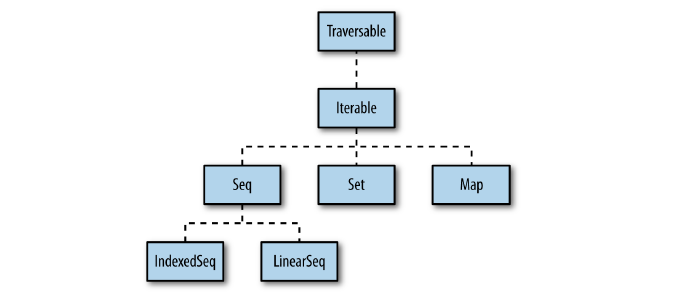 Traversable
Iterable
Seq
Set
Map
IndexedSeq
LinearSeq